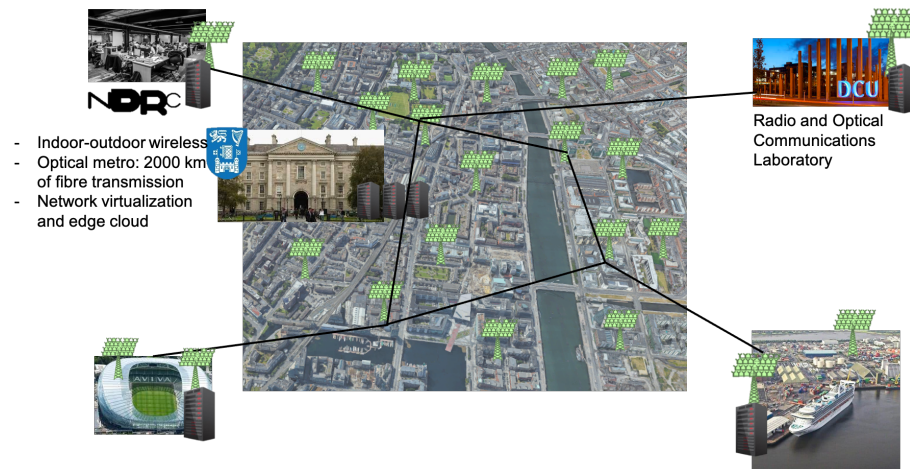 NDRC
DCU
Radio and Optical
Communications
Laboratory
- Indoor-outdoor wireless
- Optical metro: 2000 km
of fibre transmission
- Network virtualization
and edge cloud
AVIVA